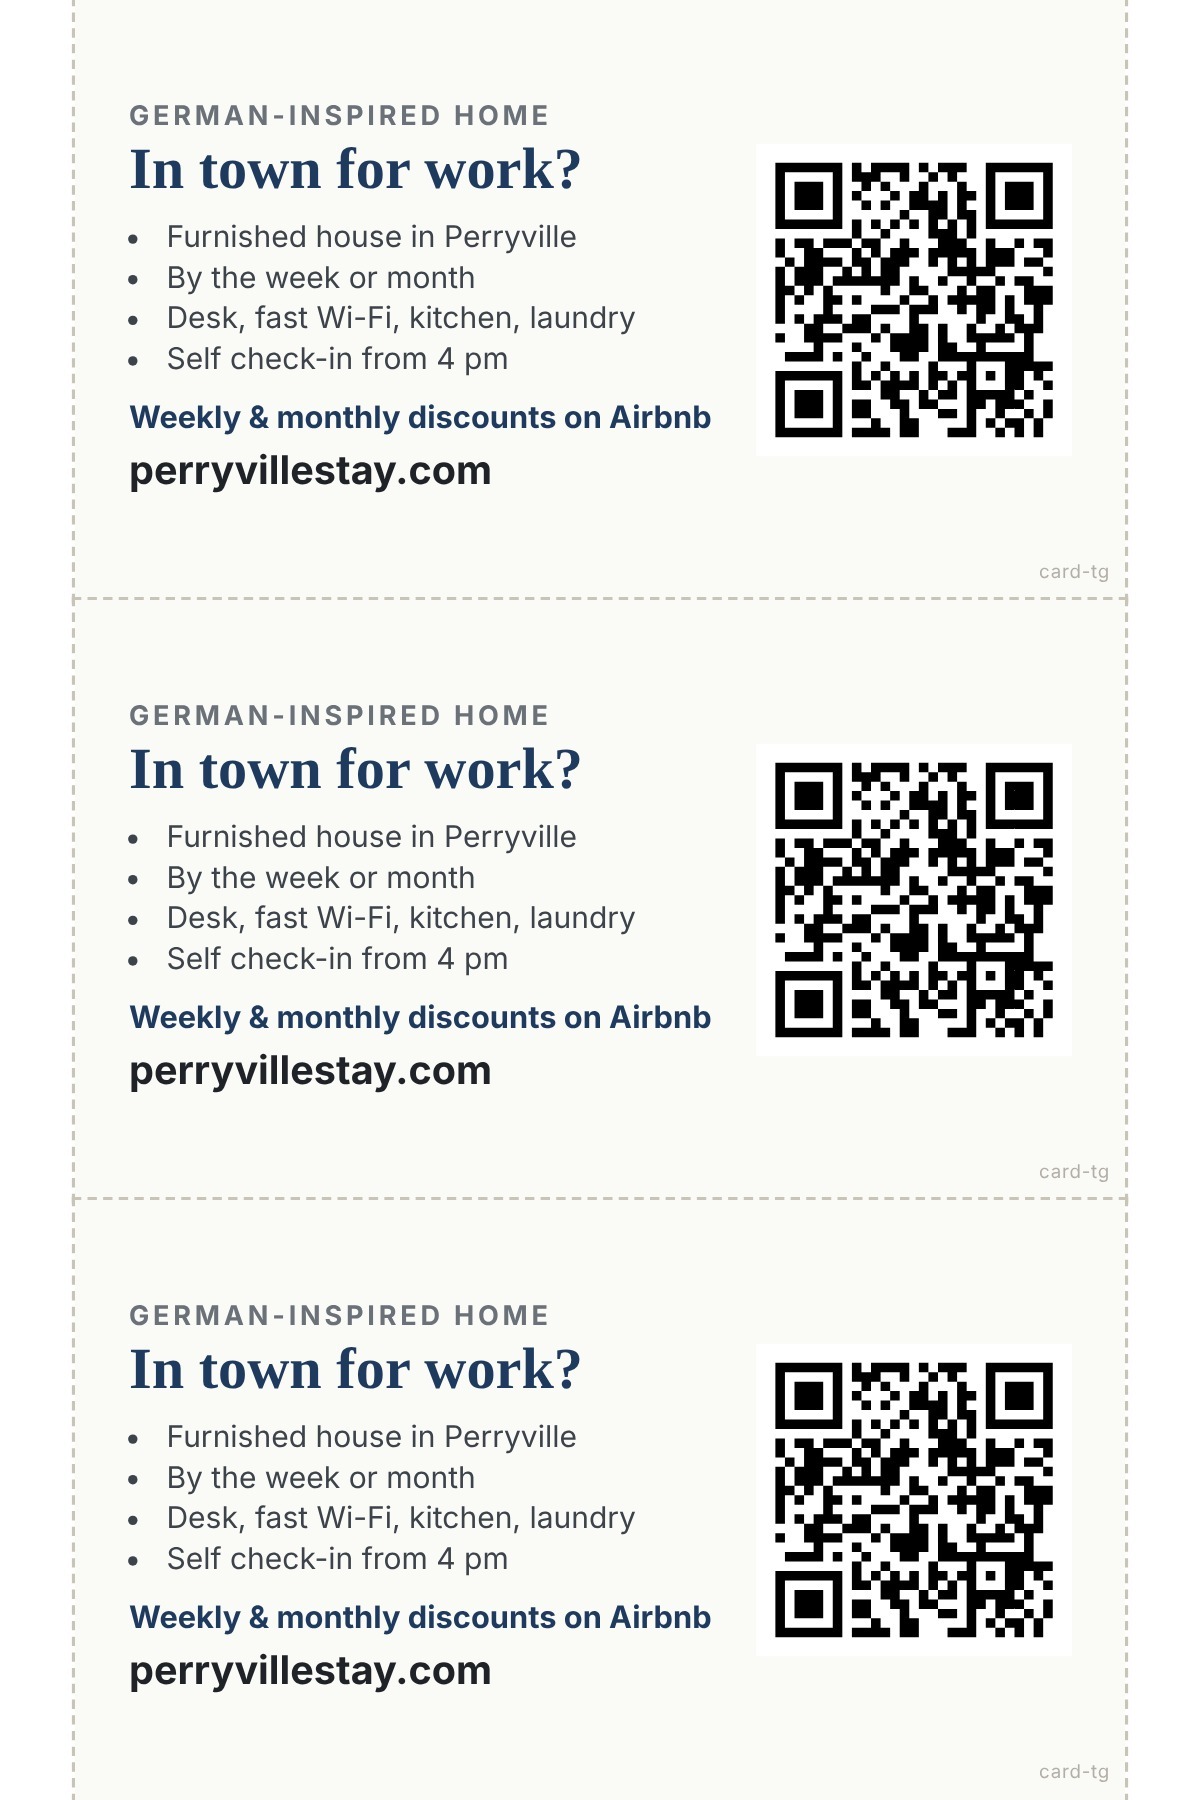 GERMAN-INSPIRED HOME
In town for work?
• Furnished house in Perryville
• By the week or month
• Desk, fast Wi-Fi, kitchen, laundry
• Self check-in from 4 pm
Weekly & monthly discounts on Airbnb
perryvillestay.com
card-tg
GERMAN-INSPIRED HOME
In town for work?
• Furnished house in Perryville
• By the week or month
• Desk, fast Wi-Fi, kitchen, laundry
• Self check-in from 4 pm
Weekly & monthly discounts on Airbnb
perryvillestay.com
card-tg
GERMAN-INSPIRED HOME
In town for work?
• Furnished house in Perryville
• By the week or month
• Desk, fast Wi-Fi, kitchen, laundry
• Self check-in from 4 pm
Weekly & monthly discounts on Airbnb
perryvillestay.com
card-tg